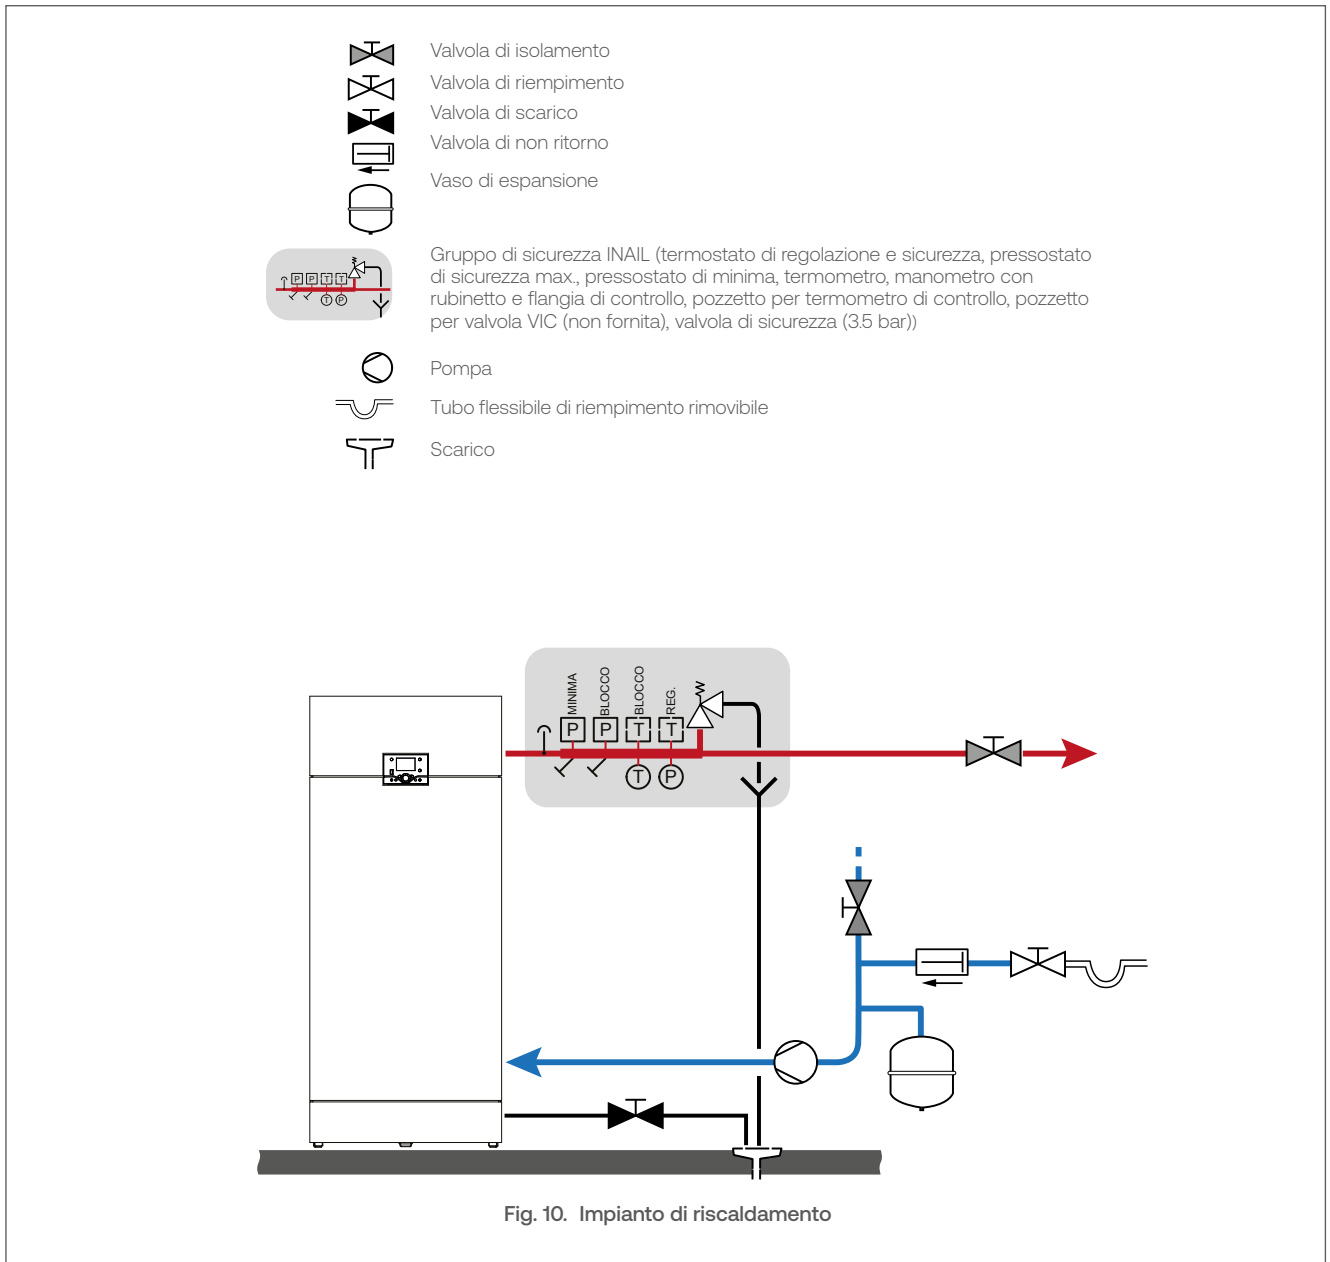 Valvola di isolamento
Valvola di riempimento
Valvola di scarico
Valvola di non ritorno
Vaso di espansione
P P T T
T P
Gruppo di sicurezza INAIL (termostato di regolazione e sicurezza, pressostato
di sicurezza max., pressostato di minima, termometro, manometro con
rubinetto e flangia di controllo, pozzetto per termometro di controllo, pozzetto
per valvola VIC (non fornita), valvola di sicurezza (3.5 bar))
Pompa
Tubo flessibile di riempimento rimovibile
Scarico
MINIMA
BLOCCO
BLOCCO
REG.
P P T T
T P
Fig. 10. Impianto di riscaldamento